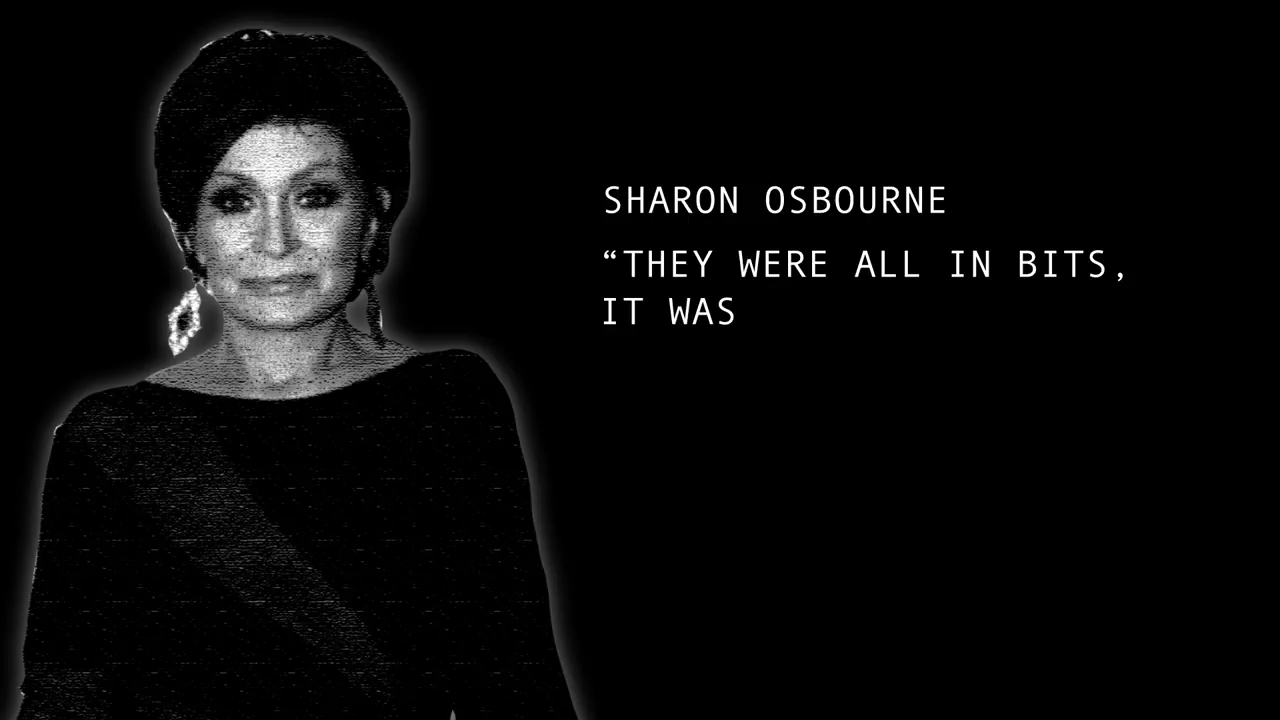 SHARON OSBOURNE
“THEY WERE ALL IN BITS,
IT WAS